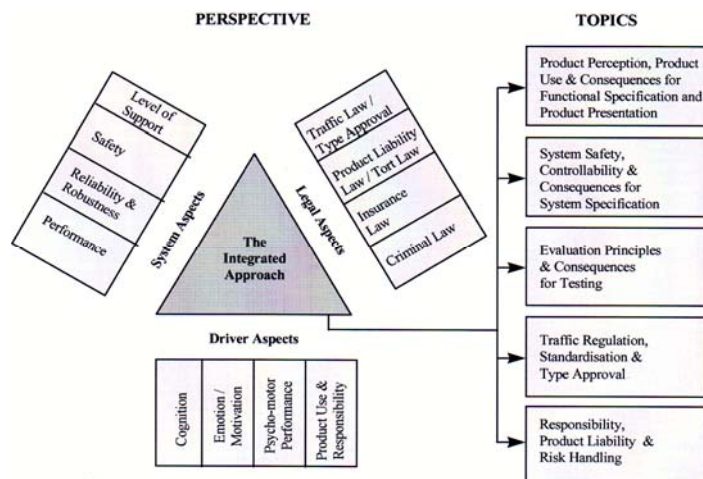 PERSPECTIVE
TOPICS
Level of
Support
Safety
Reliability &
Robustness
Performance
System Aspects
Traffic Law /
Type Approval
Product Liability
Law / Tort Law
Insurance
Law
Criminal Law
Legal Aspects
The
Integrated
Approach
Driver Aspects
Cognition
Emotion /
Motivation
Psycho-motor
Performance
Product Use &
Responsibility
Product Perception, Product
Use & Consequences for
Functional Specification and
Product Presentation
System Safety,
Controllability &
Consequences for
System Specification
Evaluation Principles
& Consequences
for Testing
Traffic Regulation,
Standardisation &
Type Approval
Responsibility,
Product Liability &
Risk Handling